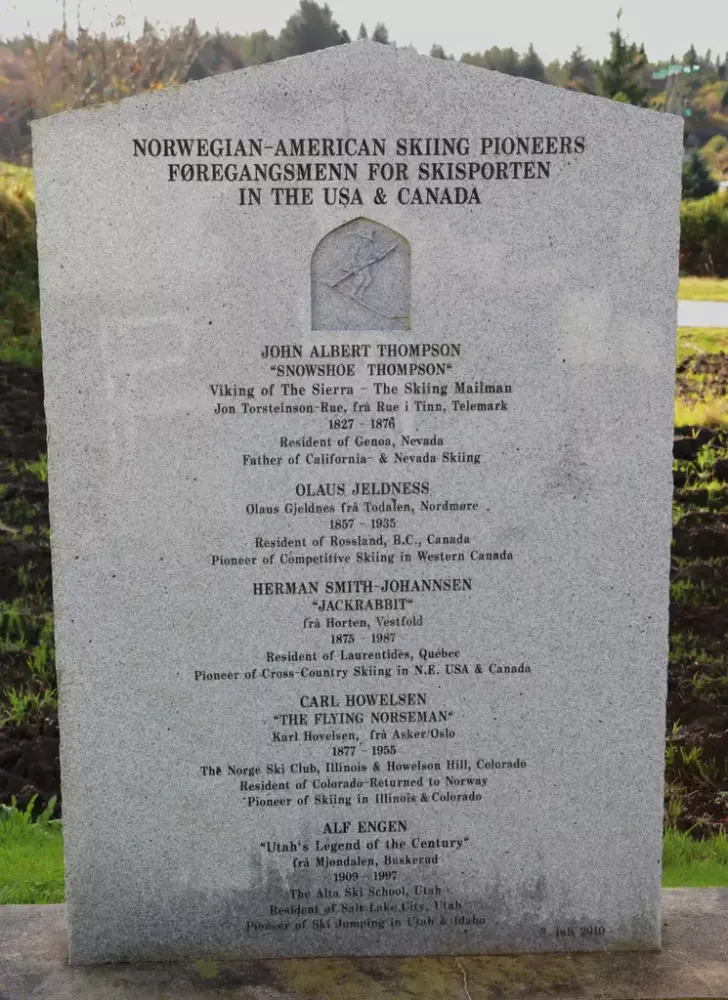 NORWEGIAN-AMERICAN SKIING PIONEERS
FØREGANGSMENN FOR SKISPORTEN
IN THE USA & CANADA
JOHN ALBERT THOMPSON
"SNOWSHOE THOMPSON"
Viking of The Sierra - The Skiing Mailman
Jon Torsteinson-Rue, frå Rue i Tinn, Telemark
1827 - 1876
Resident of Genoa, Nevada
Father of California- & Nevada Skiing
OLAUS JELDNESS
Olaus Gjeldnes frå Todalen, Nordmøre
1857 - 1935
Resident of Rossland, B.C., Canada
Pioneer of Competitive Skiing in Western Canada
HERMAN SMITH-JOHANNSEN
"JACKRABBIT"
frå Horten, Vestfold
1875 - 1987
Resident of Laurentides, Québec
Pioneer of Cross-Country Skiing in N.E. USA & Canada
CARL HOWELSEN
"THE FLYING NORSEMAN"
Karl Hovelsen, frå Asker/Oslo
1877 - 1955
The Norge Ski Club, Illinois & Howelson Hill, Colorado
Resident of Colorado-Returned to Norway
Pioneer of Skiing in Illinois & Colorado
ALF ENGEN
"Utah's Legend of the Century"
frå Mjøndalen, Buskerud
1909 - 1997
The Alta Ski School, Utah
Resident of Salt Lake City, Utah
Pioneer of Ski Jumping in Utah & Idaho
juli 2010